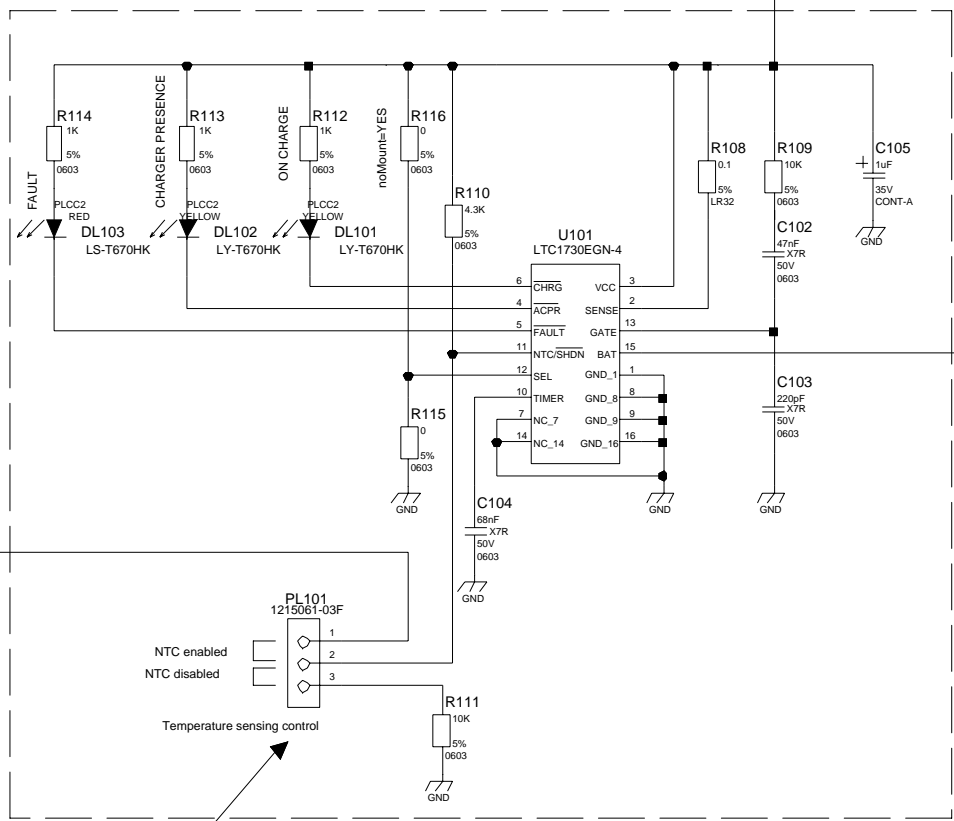 R114
1K
5%
0603
FAULT
PLCC2
RED
DL103
LS-T670HK
CHARGER PRESENCE
R113
1K
5%
0603
PLCC2
YELLOW
DL102
LY-T670HK
ON CHARGE
R112
1K
5%
0603
PLCC2
YELLOW
DL101
LY-T670HK
noMount=YES
R116
0
5%
0603
R110
4.3K
5%
0603
R108
0.1
5%
LR32
R109
10K
5%
0603
C105
+
1uF
35V
CONT-A
GND
C102
47nF
X7R
50V
0603
U101
LTC1730EGN-4
6 CHRG VCC 3
4 ACPR SENSE 2
5 FAULT GATE 13
11 NTC/SHDN BAT 15
12 SEL GND_1 1
10 TIMER GND_8 8
7 NC_7 GND_9 9
14 NC_14 GND_16 16
C103
220pF
X7R
50V
0603
R115
0
5%
0603
GND
GND
GND
C104
68nF
X7R
50V
0603
GND
PL101
1215061-03F
1
2
3
NTC enabled
NTC disabled
Temperature sensing control
R111
10K
5%
0603
GND